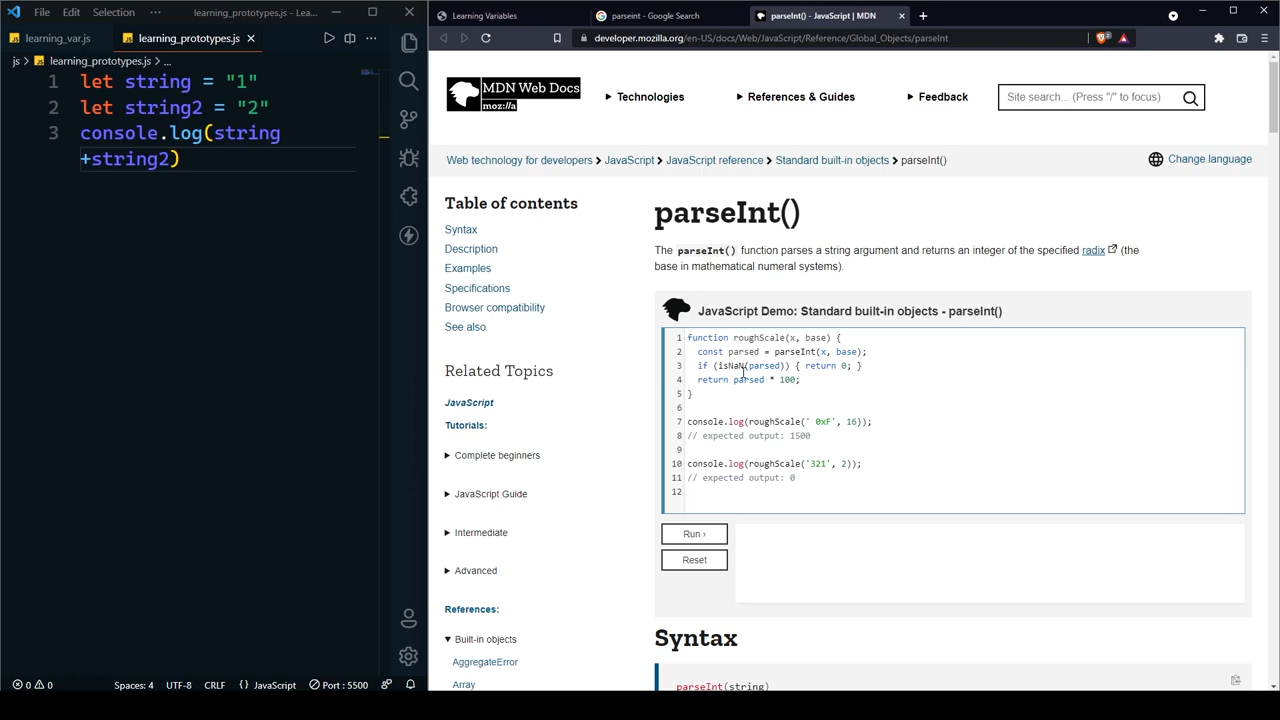 File Edit Selection ··· learning_prototypes.js - Lea...
learning_var.js learning_prototypes.js
js > learning_prototypes.js > ...
1 let string = "1"
2 let string2 = "2"
3 console.log(string
+string2)
0 0 Spaces: 4 UTF-8 CRLF {} JavaScript Port : 5500
Learning Variables
parseint - Google Search
parseInt() - JavaScript | MDN
developer.mozilla.org/en-US/docs/Web/JavaScript/Reference/Global_Objects/parseInt
MDN Web Docs
moz://a
Technologies
References & Guides
Feedback
Site search... (Press "/" to focus)
Web technology for developers > JavaScript > JavaScript reference > Standard built-in objects > parseInt()
Change language
Table of contents
Syntax
Description
Examples
Specifications
Browser compatibility
See also
Related Topics
JavaScript
Tutorials:
Complete beginners
JavaScript Guide
Intermediate
Advanced
References:
Built-in objects
AggregateError
Array
parseInt()
The parseInt() function parses a string argument and returns an integer of the specified radix (the
base in mathematical numeral systems).
JavaScript Demo: Standard built-in objects - parseInt()
1 function roughScale(x, base) {
2 const parsed = parseInt(x, base);
3 if (isNaN(parsed)) { return 0; }
4 return parsed * 100;
5 }
6
7 console.log(roughScale(' 0xF', 16));
8 // expected output: 1500
9
10 console.log(roughScale('321', 2));
11 // expected output: 0
12
Run ›
Reset
Syntax
parseInt(string)